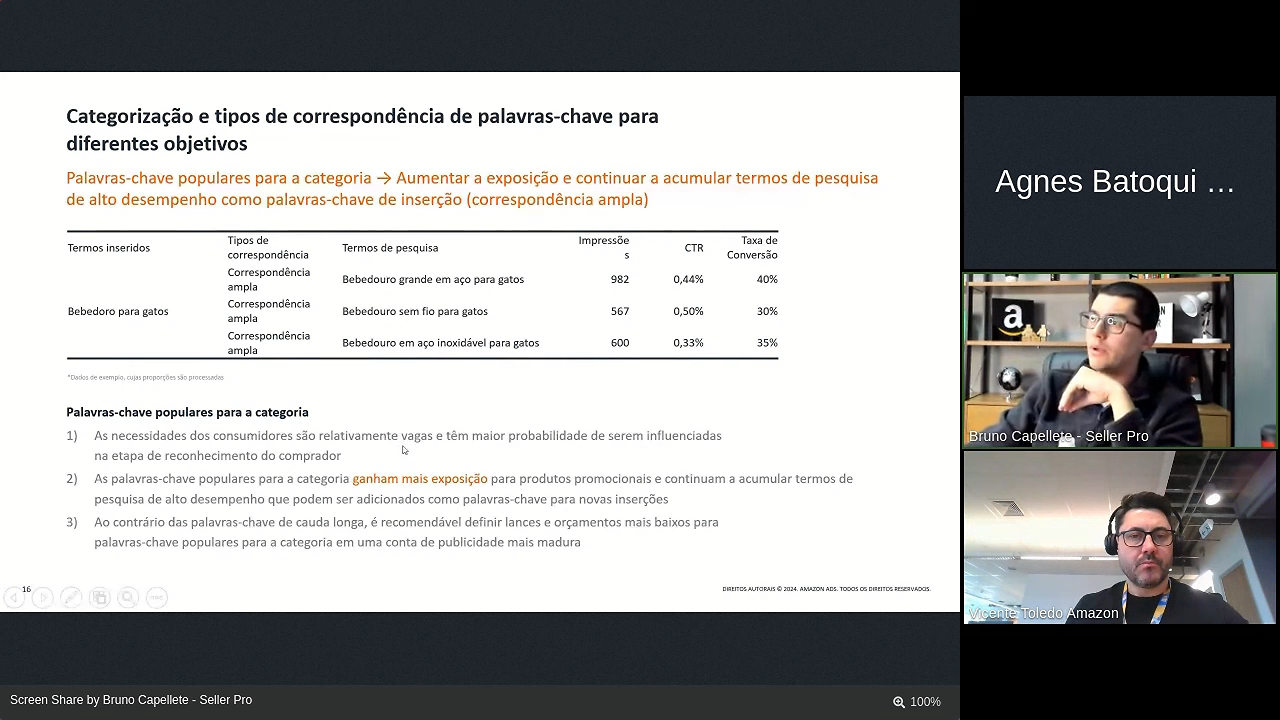 Categorização e tipos de correspondência de palavras-chave para
diferentes objetivos
Palavras-chave populares para a categoria → Aumentar a exposição e continuar a acumular termos de pesquisa
de alto desempenho como palavras-chave de inserção (correspondência ampla)
Termos inseridos
Tipos de
correspondência
Termos de pesquisa
Impressõe
s
CTR
Taxa de
Conversão
Correspondência
ampla
Bebedouro grande em aço para gatos
982
0,44%
40%
Bebedoro para gatos
Correspondência
ampla
Bebedouro sem fio para gatos
567
0,50%
30%
Correspondência
ampla
Bebedouro em aço inoxidável para gatos
600
0,33%
35%
*Dados de exemplo, cujas proporções são processadas
Palavras-chave populares para a categoria
1) As necessidades dos consumidores são relativamente vagas e têm maior probabilidade de serem influenciadas
na etapa de reconhecimento do comprador
2) As palavras-chave populares para a categoria ganham mais exposição para produtos promocionais e continuam a acumular termos de
pesquisa de alto desempenho que podem ser adicionados como palavras-chave para novas inserções
3) Ao contrário das palavras-chave de cauda longa, é recomendável definir lances e orçamentos mais baixos para
palavras-chave populares para a categoria em uma conta de publicidade mais madura
16
DIREITOS AUTORAIS © 2024. AMAZON ADS. TODOS OS DIREITOS RESERVADOS.
Screen Share by Bruno Capellete - Seller Pro
100%
Agnes Batoqui ...
a
Bruno Capellete - Seller Pro
Vicente Toledo Amazon